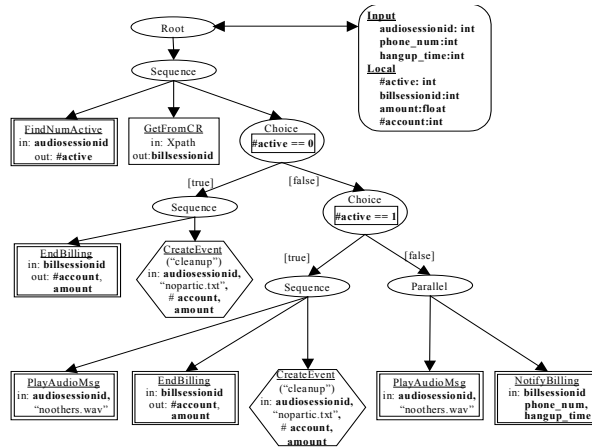 Root
Input
audiosessionid: int
phone_num:int
hangup_time:int
Local
#active: int
billsessionid:int
amount:float
#account:int
Sequence
FindNumActive
in: audiosessionid
out: #active
GetFromCR
in: Xpath
out:billsessionid
Choice
#active == 0
[true]
[false]
Sequence
Choice
#active == 1
EndBilling
in: billsessionid
out: #account,
amount
CreateEvent
("cleanup")
in: audiosessionid,
"nopartic.txt",
# account,
amount
[true]
[false]
Sequence
Parallel
PlayAudioMsg
in: audiosessionid,
"noothers.wav"
EndBilling
in: billsessionid
out: #account,
amount
CreateEvent
("cleanup")
in: audiosessionid,
"nopartic.txt",
# account,
amount
PlayAudioMsg
in: audiosessionid,
"noothers.wav"
NotifyBilling
in: billsessionid
phone_num,
hangup_time